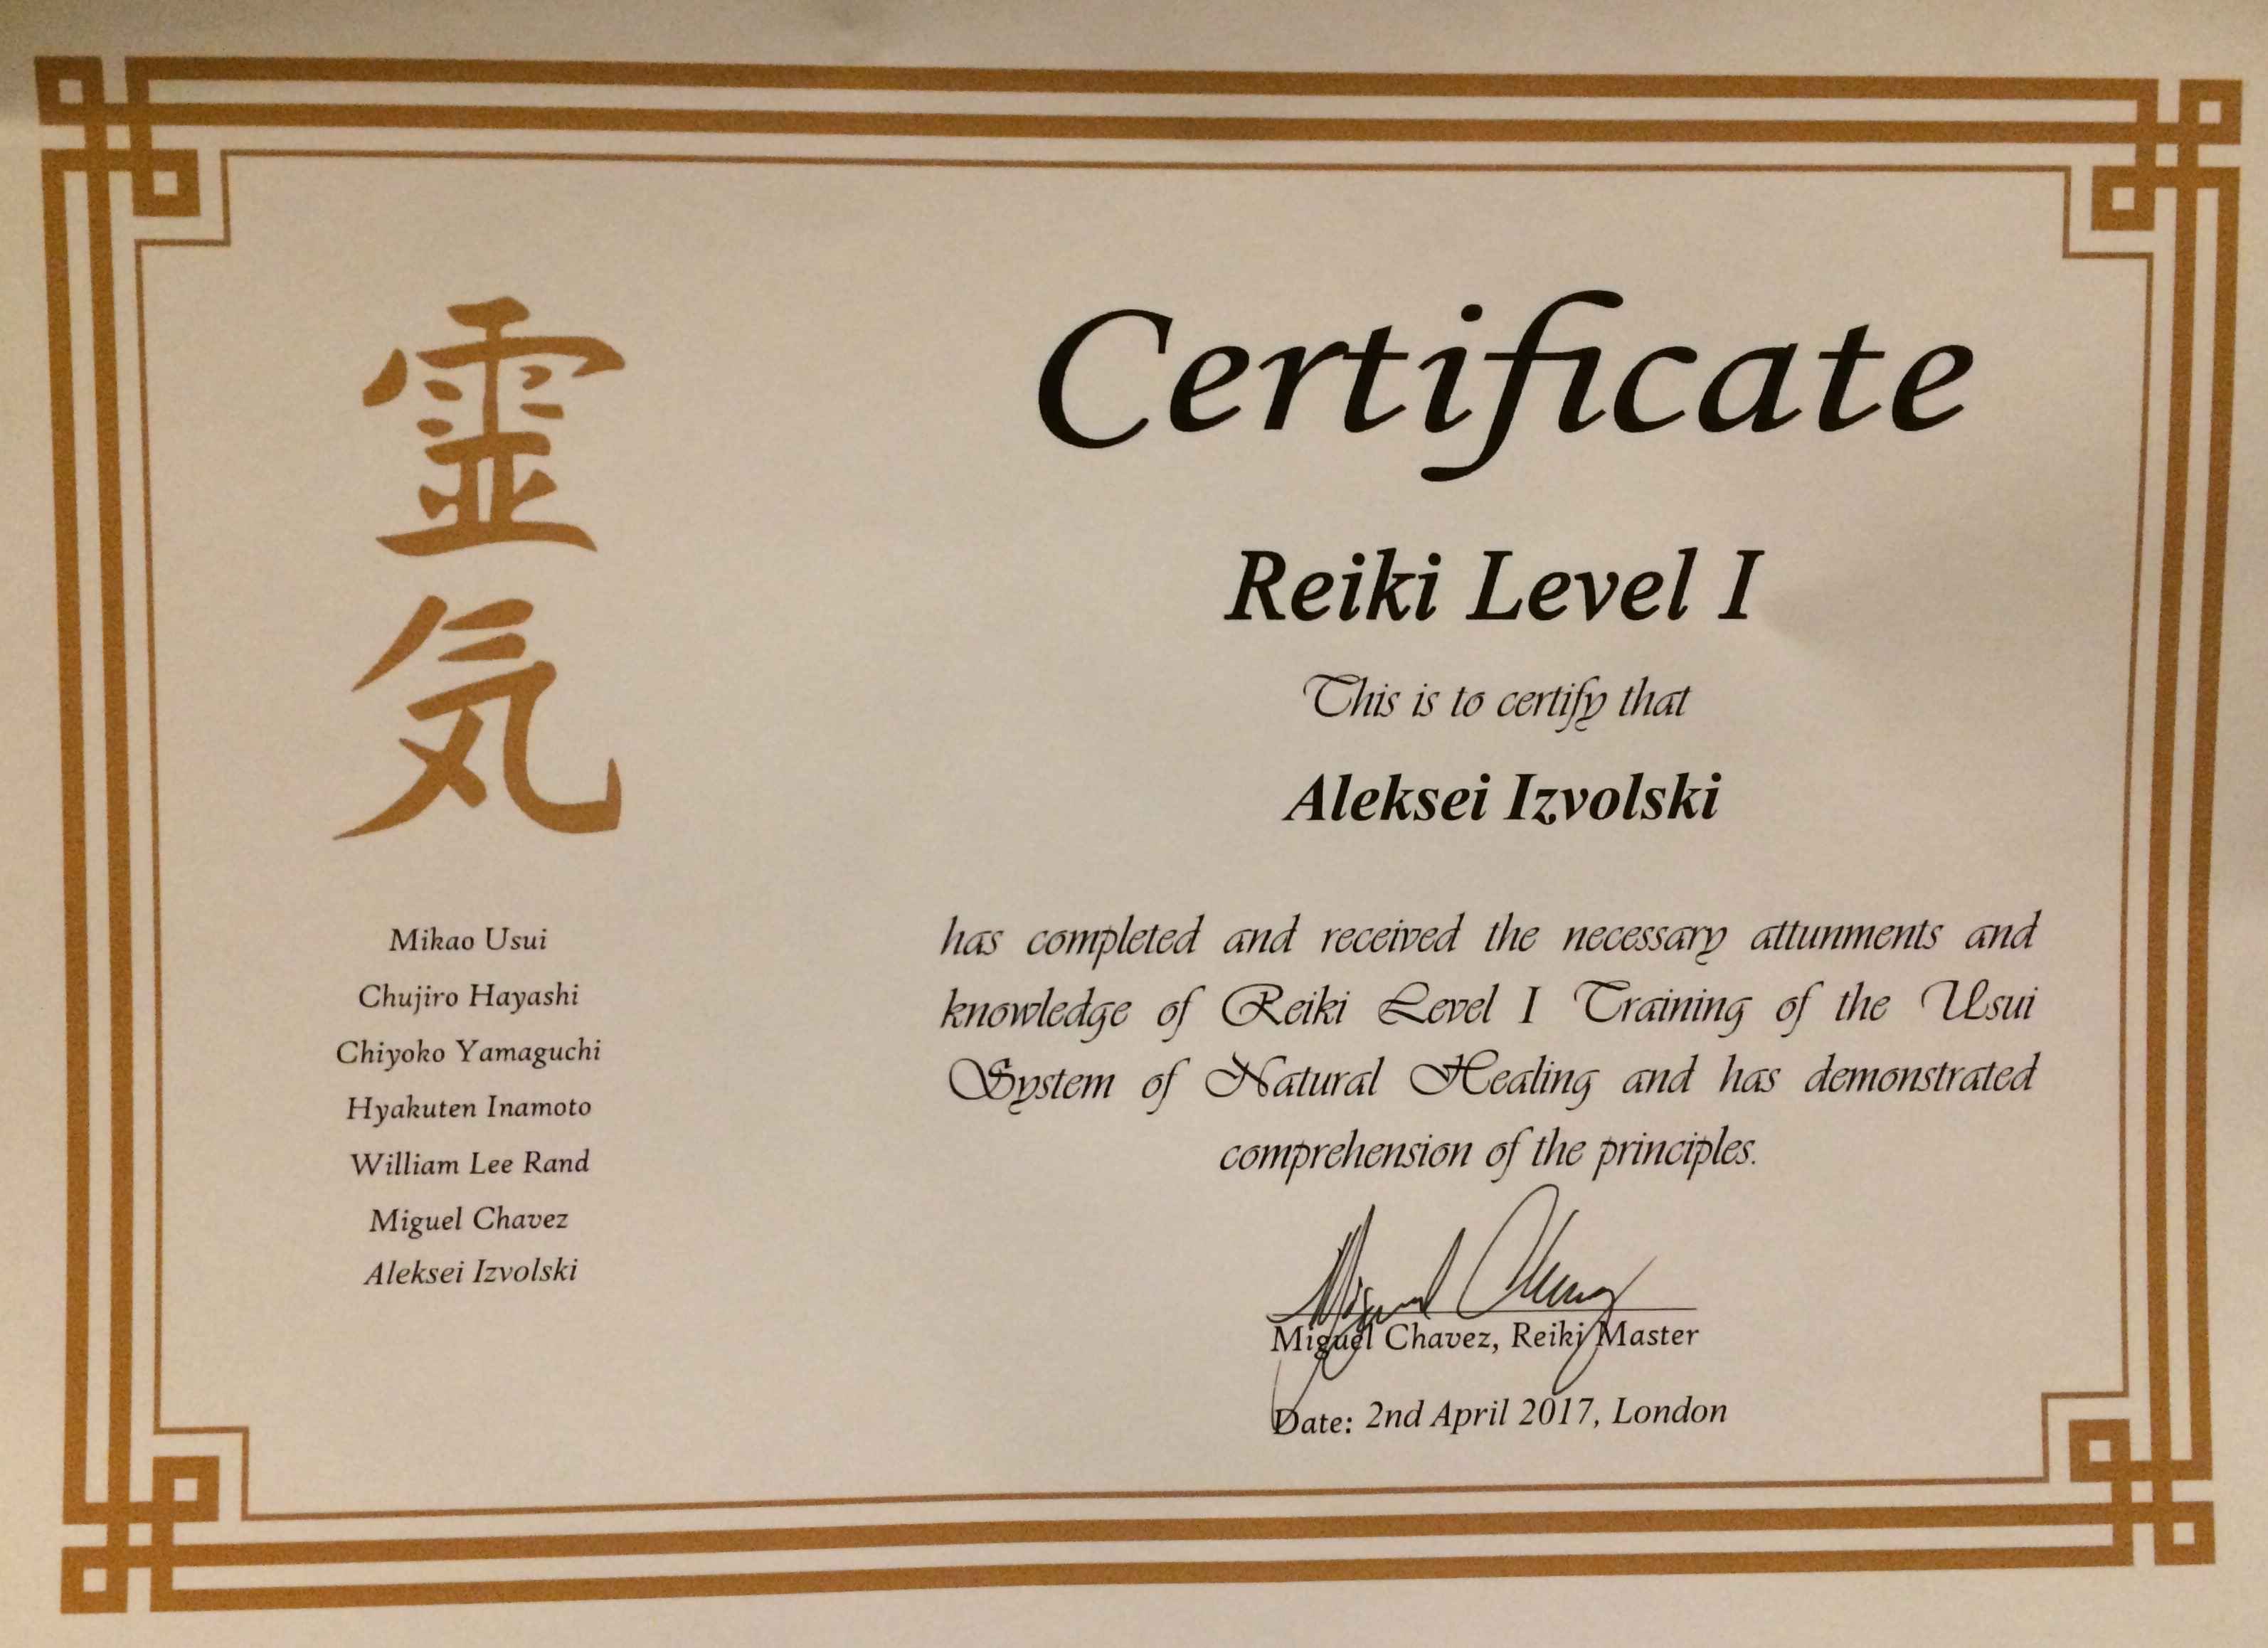 靈
気
Mikao Usui
Chujiro Hayashi
Chiyoko Yamaguchi
Hyakuten Inamoto
William Lee Rand
Miguel Chavez
Aleksei Izvolski
Certificate
Reiki Level I
This is to certify that
Aleksei Izvolski
has completed and received the necessary attunments and
knowledge of Reiki Level I Training of the Usui
System of Natural Healing and has demonstrated
comprehension of the principles.
Miguel Chavez
Miguel Chavez, Reiki Master
Date: 2nd April 2017, London